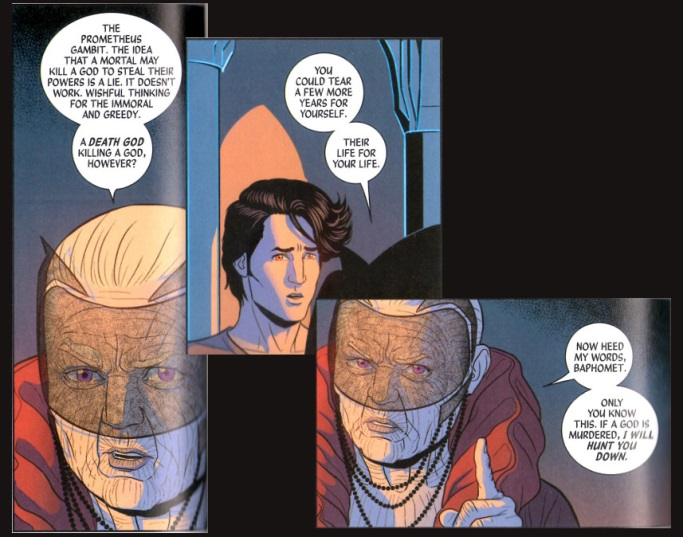 THE
PROMETHEUS
GAMBIT. THE IDEA
THAT A MORTAL MAY
KILL A GOD TO STEAL THEIR
POWERS IS A LIE. IT DOESN'T
WORK. WISHFUL THINKING
FOR THE IMMORAL
AND GREEDY.
A DEATH GOD
KILLING A GOD,
HOWEVER?
YOU
COULD TEAR
A FEW MORE
YEARS FOR
YOURSELF.
THEIR
LIFE FOR
YOUR LIFE.
NOW HEED
MY WORDS,
BAPHOMET.
ONLY
YOU KNOW
THIS. IF A GOD IS
MURDERED, I WILL
HUNT YOU
DOWN.